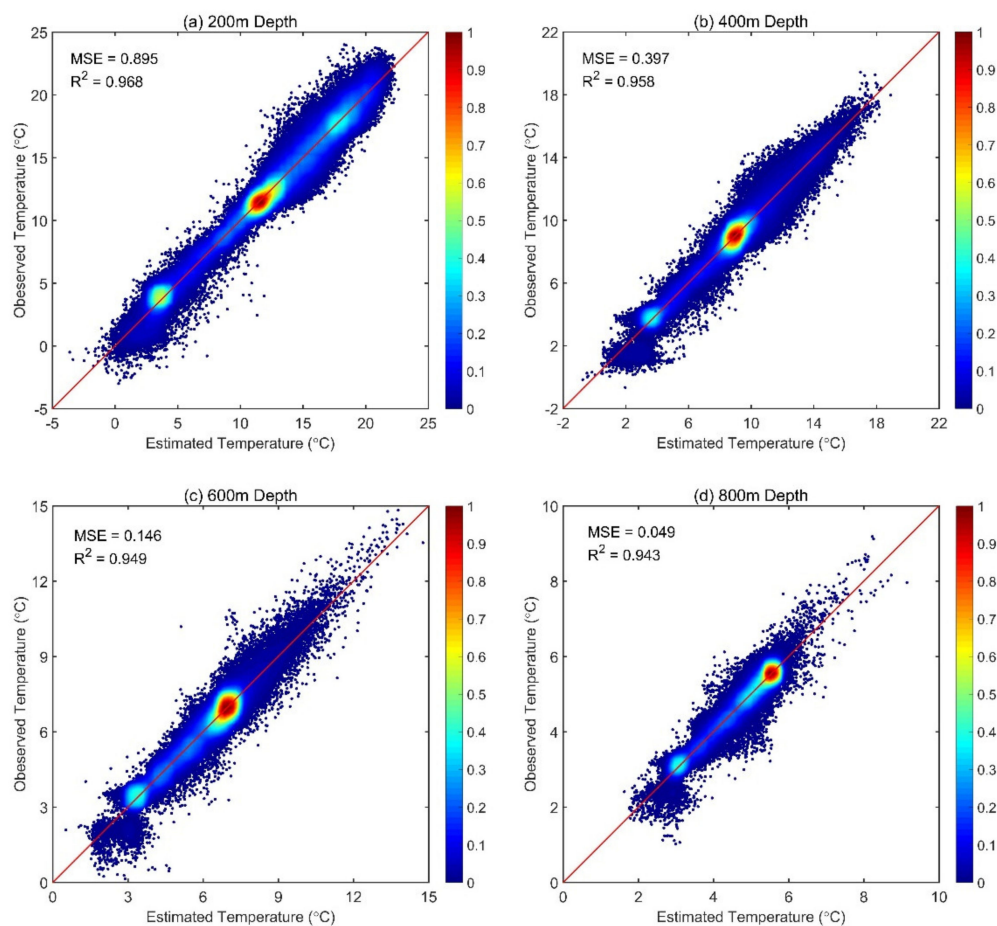 (a) 200m Depth
MSE = 0.895
R² = 0.968
Obeserved Temperature (°C)
25
20
15
10
5
0
-5
-5 0 5 10 15 20 25
Estimated Temperature (°C)
1
0.9
0.8
0.7
0.6
0.5
0.4
0.3
0.2
0.1
0
(b) 400m Depth
MSE = 0.397
R² = 0.958
Obeserved Temperature (°C)
22
18
14
10
6
2
-2
-2 2 6 10 14 18 22
Estimated Temperature (°C)
1
0.9
0.8
0.7
0.6
0.5
0.4
0.3
0.2
0.1
0
(c) 600m Depth
MSE = 0.146
R² = 0.949
Obeserved Temperature (°C)
15
12
9
6
3
0
0 3 6 9 12 15
Estimated Temperature (°C)
1
0.9
0.8
0.7
0.6
0.5
0.4
0.3
0.2
0.1
0
(d) 800m Depth
MSE = 0.049
R² = 0.943
Obeserved Temperature (°C)
10
8
6
4
2
0
0 2 4 6 8 10
Estimated Temperature (°C)
1
0.9
0.8
0.7
0.6
0.5
0.4
0.3
0.2
0.1
0